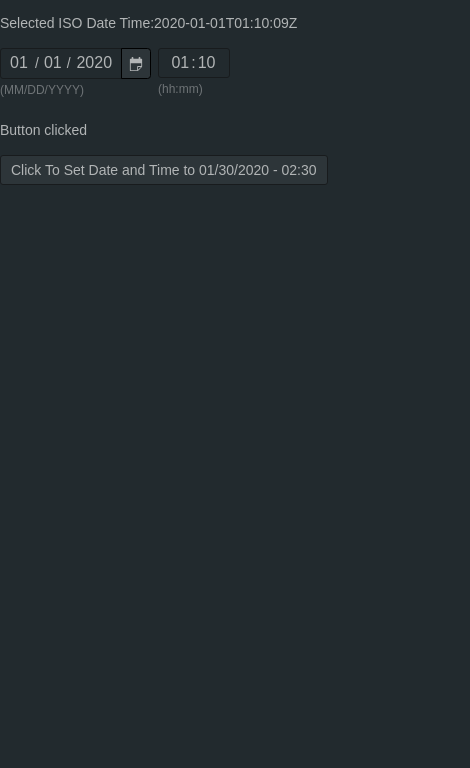 Selected ISO Date Time:2020-01-01T01:10:09Z
01 / 01 / 2020 01:10
(MM/DD/YYYY) (hh:mm)
Button clicked
Click To Set Date and Time to 01/30/2020 - 02:30